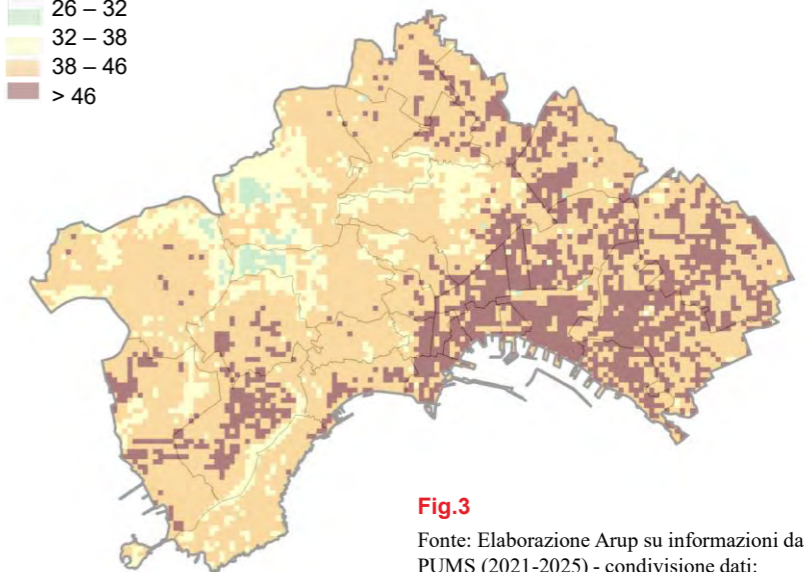 26 – 32
32 – 38
38 – 46
> 46
Fig.3
Fonte: Elaborazione Arup su informazioni da
PUMS (2021-2025) - condivisione dati: